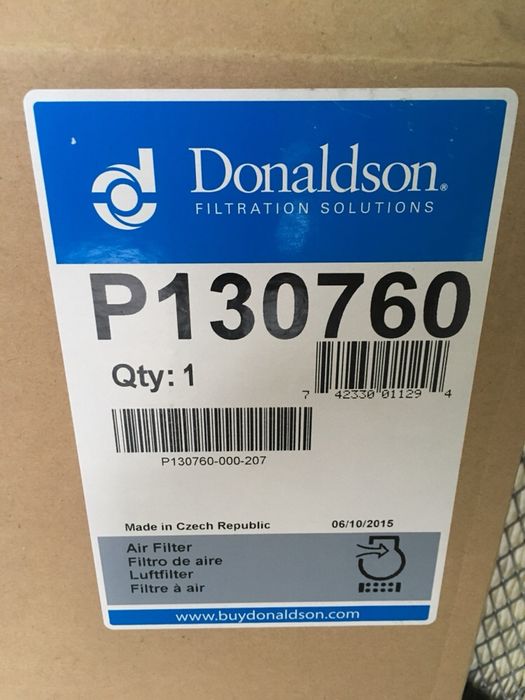 Donaldson.
FILTRATION SOLUTIONS
P130760
Qty: 1
7 42330 01129 4
P130760-000-207
Made in Czech Republic 06/10/2015
Air Filter
Filtro de aire
Luftfilter
Filtre à air
www.buydonaldson.com